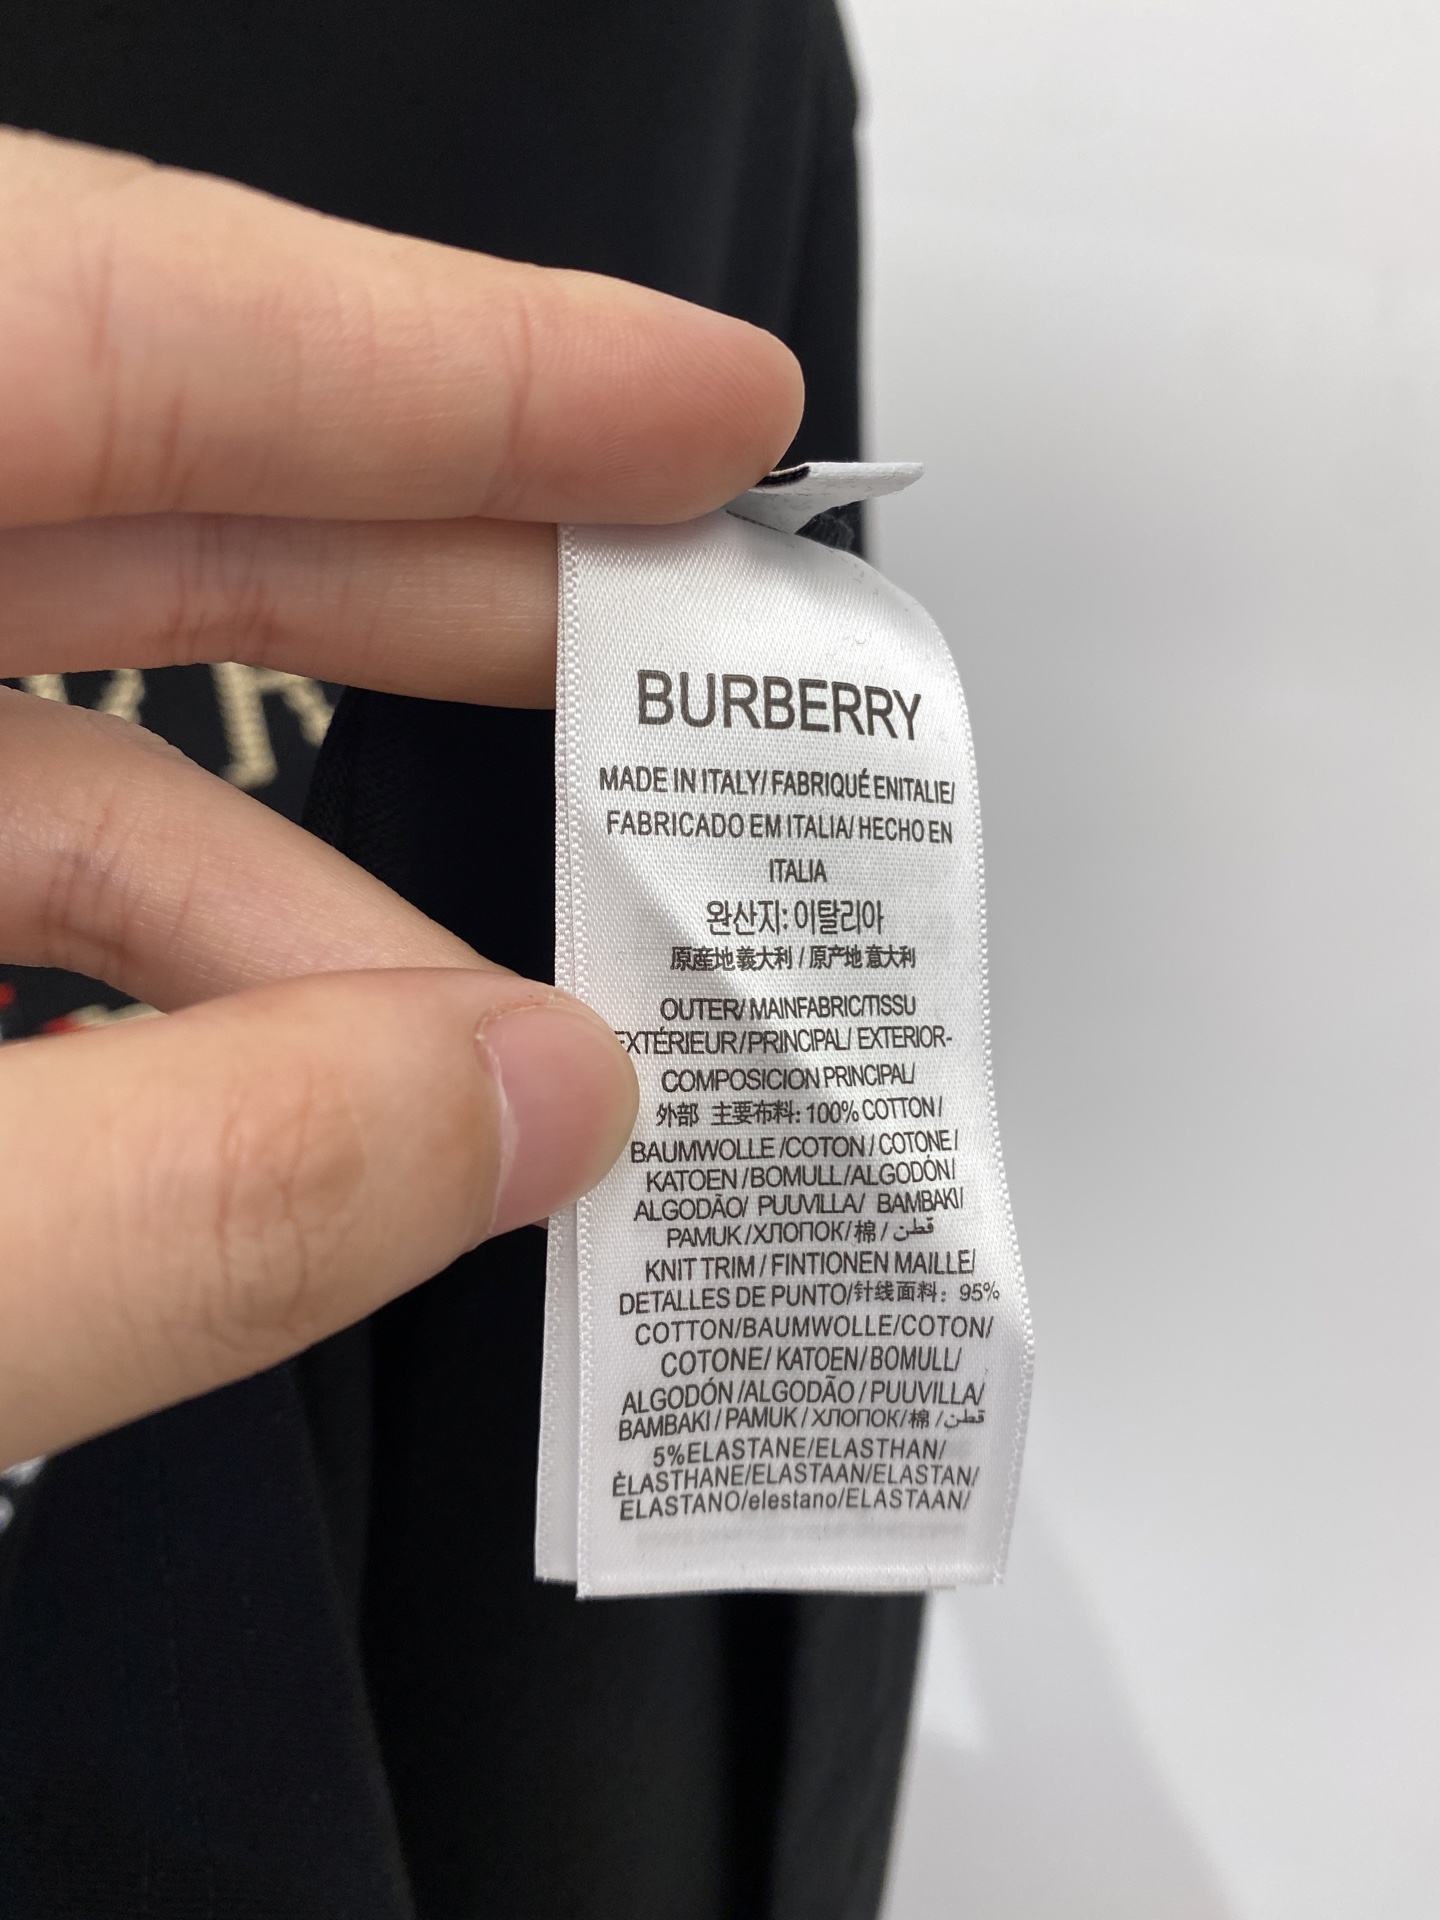 BURBERRY
MADE IN ITALY/ FABRIQUÉ ENITALIE/
FABRICADO EM ITALIA/ HECHO EN
ITALIA
완산지: 이탈리아
原産地義大利 / 原产地意大利
OUTER/ MAINFABRIC/TISSU
EXTÉRIEUR/PRINCIPAL/ EXTERIOR-
COMPOSICION PRINCIPAL/
外部 主要布料: 100% COTTON /
BAUMWOLLE /COTON / COTONE /
KATOEN /BOMULL/ALGODÓN/
ALGODÃO/ PUUVILLA/ BAMBAKI/
PAMUK /ХЛОПОК/ 棉 / قطن
KNIT TRIM / FINTIONEN MAILLE/
DETALLES DE PUNTO/针线面料: 95%
COTTON/BAUMWOLLE/COTON/
COTONE/ KATOEN/BOMULL/
ALGODÓN /ALGODÃO / PUUVILLA/
BAMBAKI / PAMUK / ХЛОПОК/ 棉 / قطن
5%ELASTANE/ELASTHAN/
ÈLASTHANE/ELASTAAN/ELASTAN/
ELASTANO/elestano/ELASTAAN/